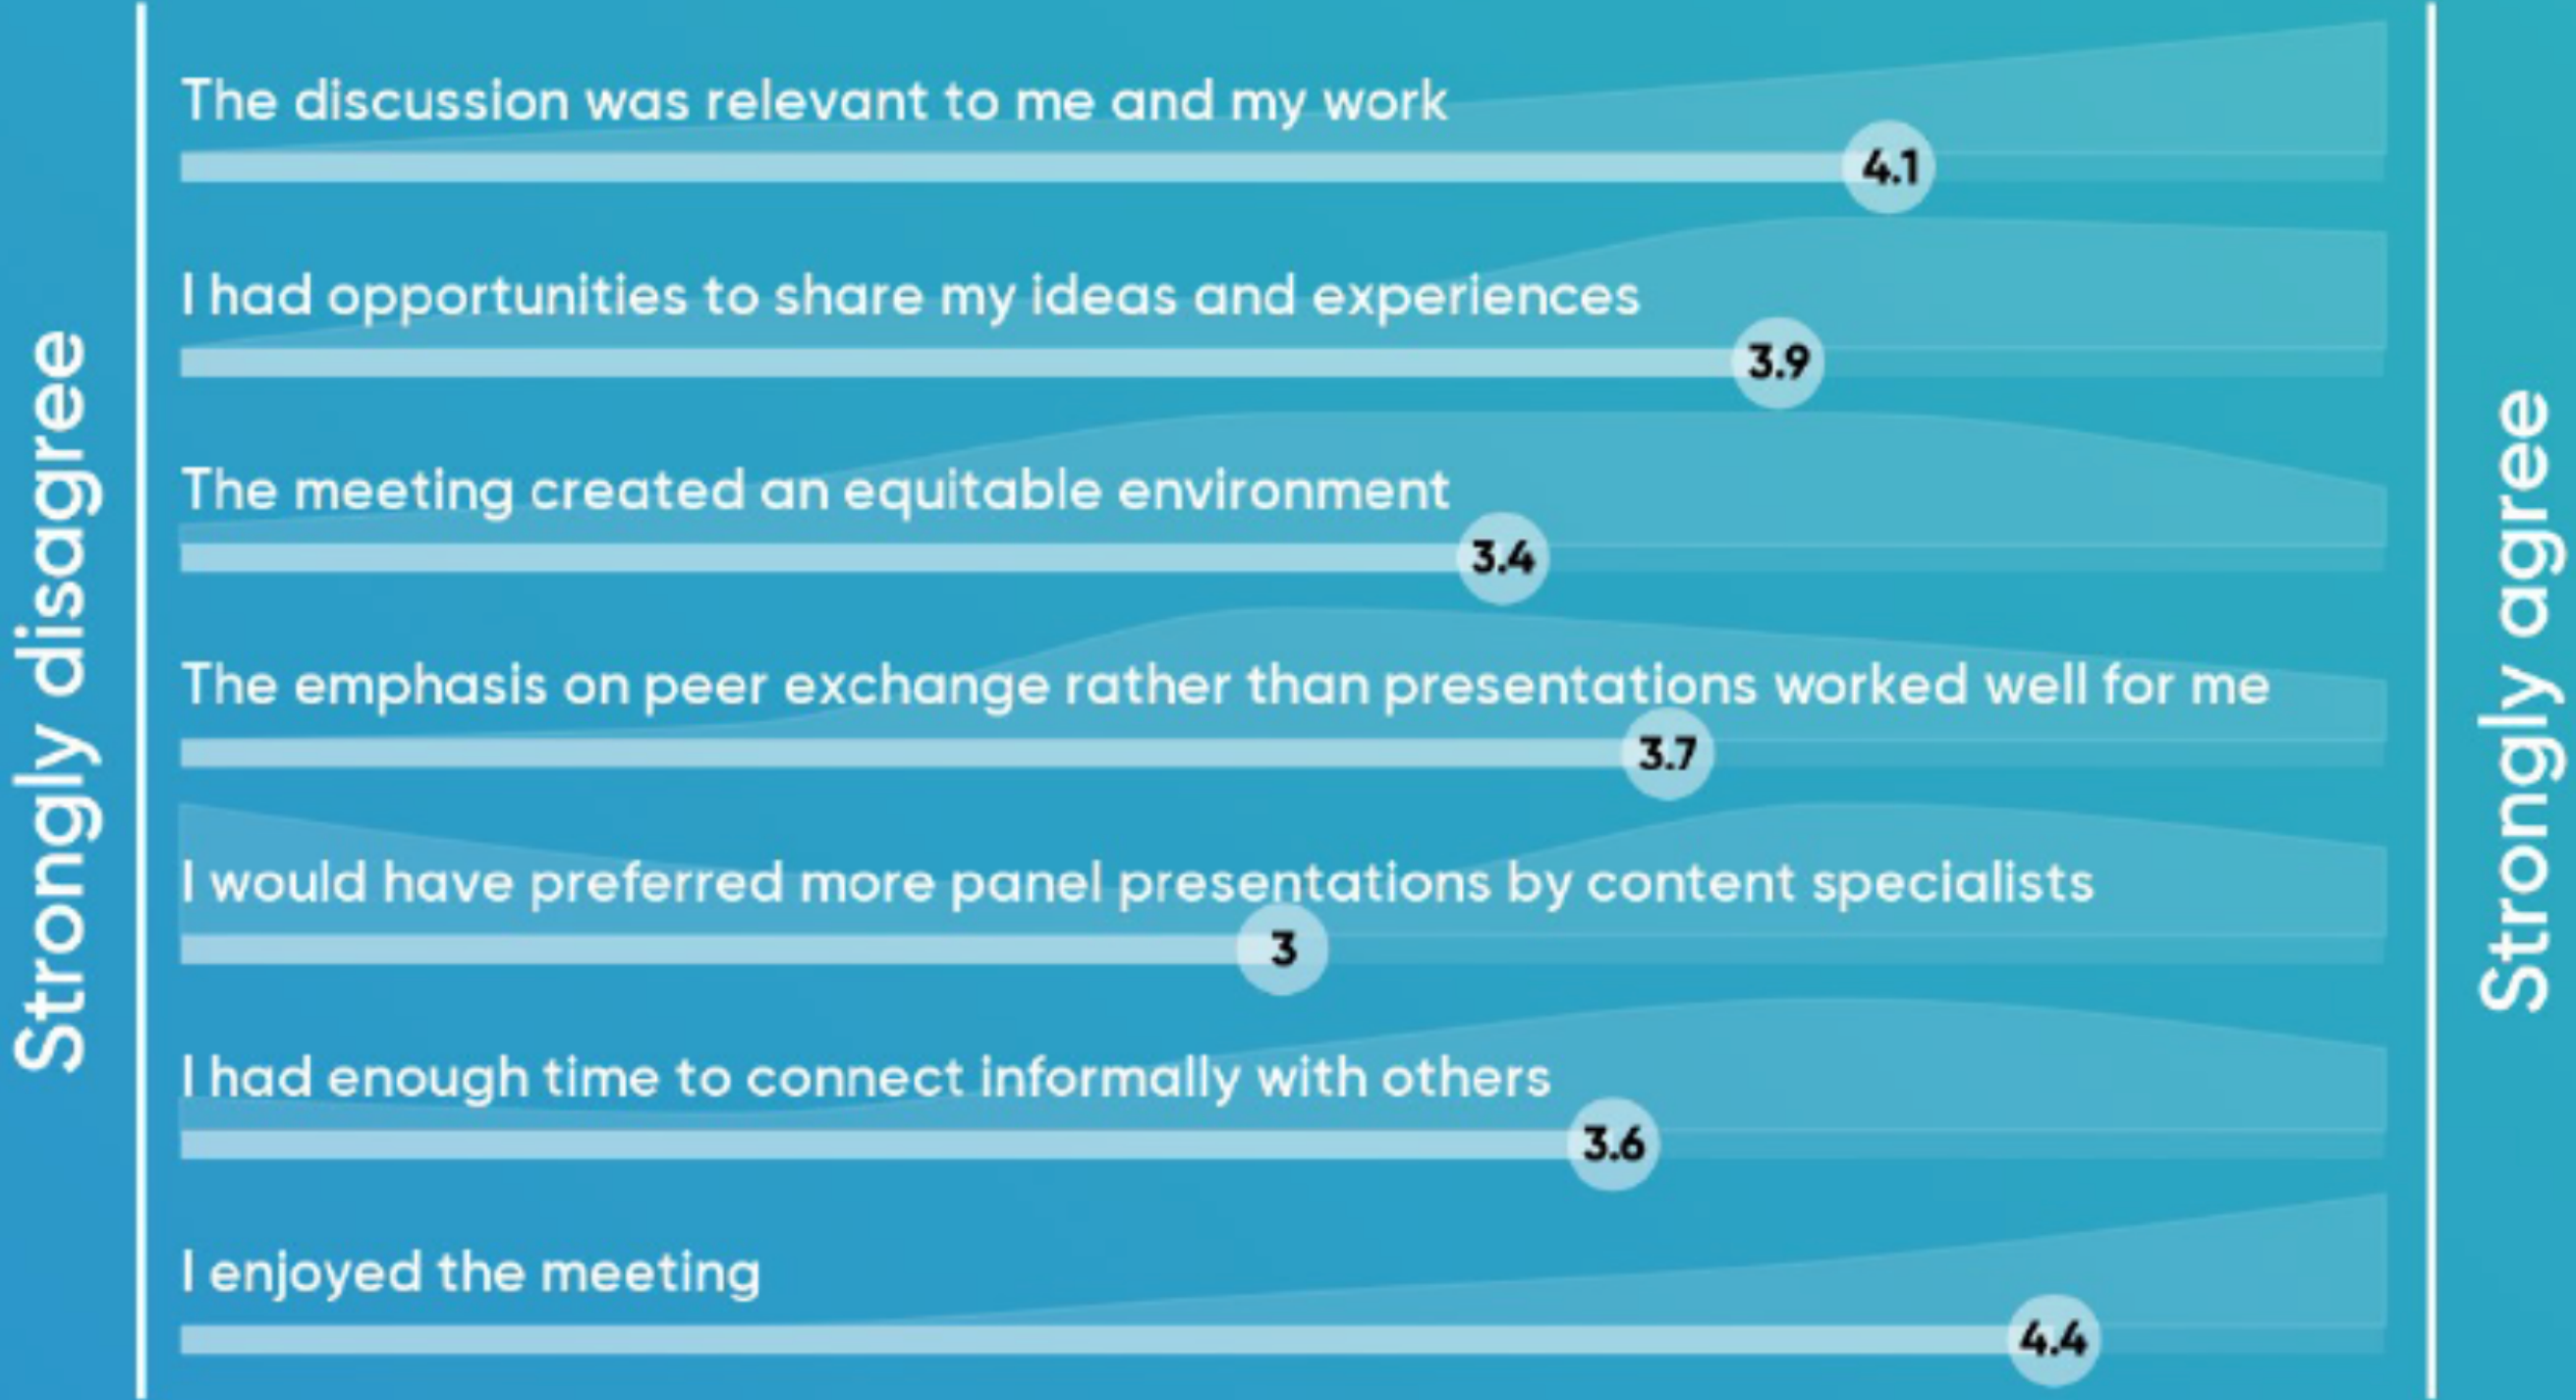 Strongly disagree
The discussion was relevant to me and my work
4.1
I had opportunities to share my ideas and experiences
3.9
The meeting created an equitable environment
3.4
The emphasis on peer exchange rather than presentations worked well for me
3.7
I would have preferred more panel presentations by content specialists
3
I had enough time to connect informally with others
3.6
I enjoyed the meeting
4.4
Strongly agree